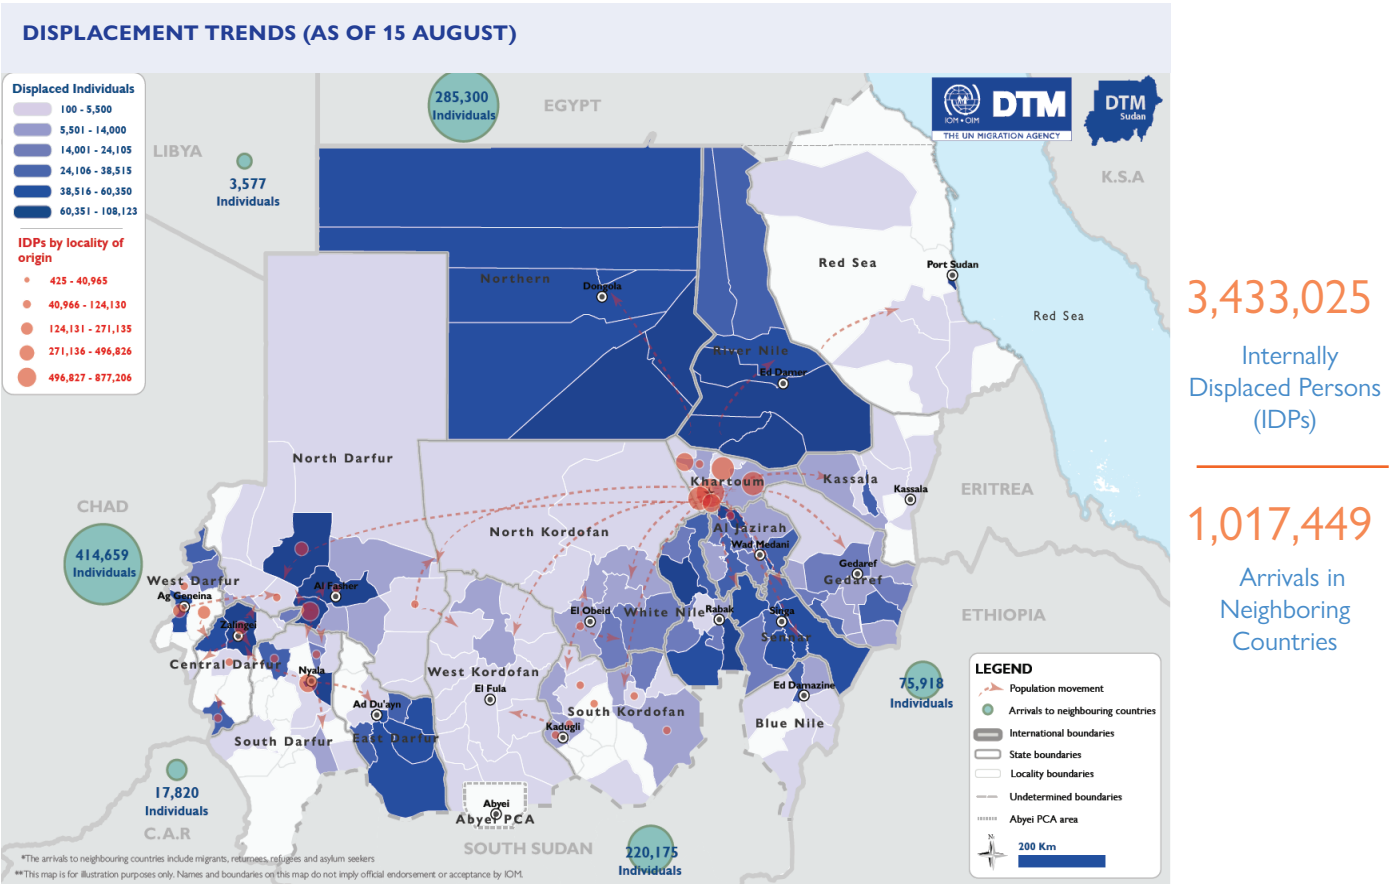 DISPLACEMENT TRENDS (AS OF 15 AUGUST)
Displaced Individuals
100 - 5,500
5,501 - 14,000
14,001 - 24,105
24,106 - 38,515
38,516 - 60,350
60,351 - 108,123
IDPs by locality of
origin
425 - 40,965
40,966 - 124,130
124,131 - 271,135
271,136 - 496,826
496,827 - 877,206
285,300
Individuals
EGYPT
LIBYA
3,577
Individuals
IOM • OIM
DTM
THE UN MIGRATION AGENCY
DTM
Sudan
K.S.A
Red Sea
Port Sudan
Red Sea
Northern
Dongola
River Nile
Ed Damer
North Darfur
Khartoum
Kassala
Kassala
ERITREA
CHAD
414,659
Individuals
North Kordofan
Al Jazirah
Wad Medani
Gedaref
Gedaref
West Darfur
Ag Geneina
Al Fasher
Zalingei
El Obeid
White Nile
Rabak
Singa
Sennar
ETHIOPIA
Central Darfur
Nyala
West Kordofan
El Fula
Ed Damazine
75,918
Individuals
Ad Du'ayn
South Kordofan
Kadugli
Blue Nile
South Darfur
East Darfur
17,820
Individuals
C.A.R
Abyei
Abyei PCA
SOUTH SUDAN
220,175
Individuals
LEGEND
Population movement
Arrivals to neighbouring countries
International boundaries
State boundaries
Locality boundaries
Undetermined boundaries
Abyei PCA area
N
200 Km
*The arrivals to neighbouring countries include migrants, returnees, refugees and asylum seekers
**This map is for illustration purposes only. Names and boundaries on this map do not imply official endorsement or acceptance by IOM.
3,433,025
Internally
Displaced Persons
(IDPs)
1,017,449
Arrivals in
Neighboring
Countries